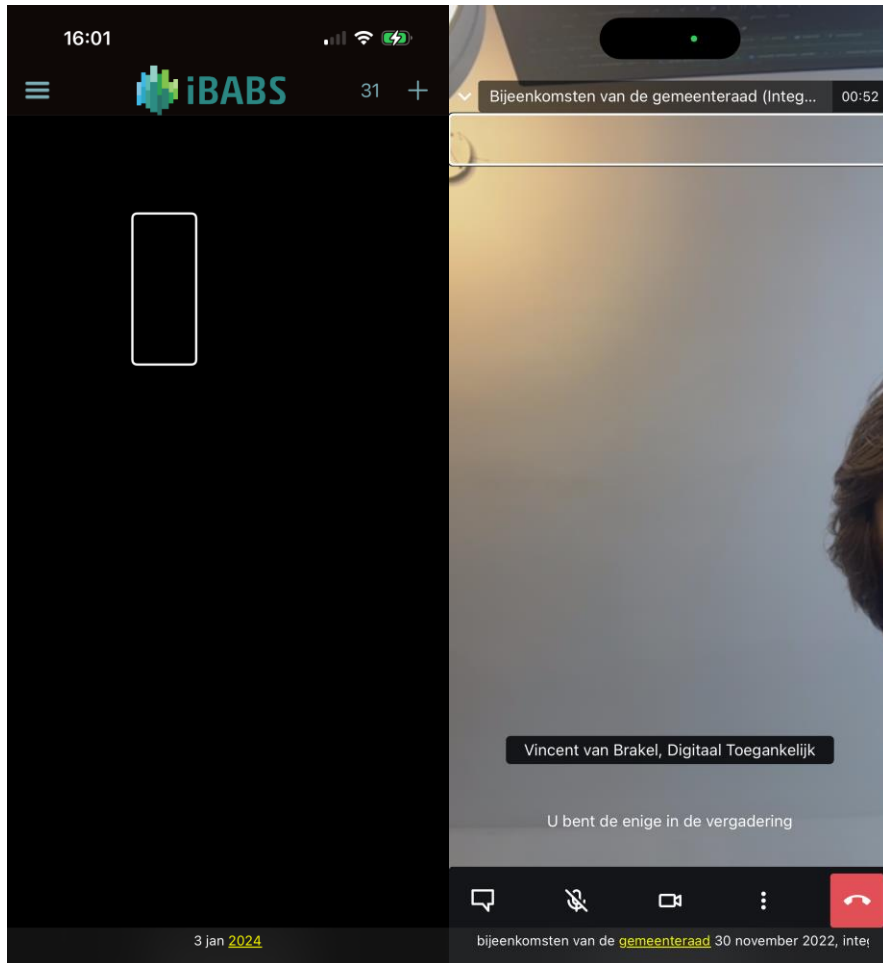 16:01
iBABS
31
3 jan 2024
Bijeenkomsten van de gemeenteraad (Integ...
00:52
Vincent van Brakel, Digitaal Toegankelijk
U bent de enige in de vergadering
bijeenkomsten van de gemeenteraad 30 november 2022, integ